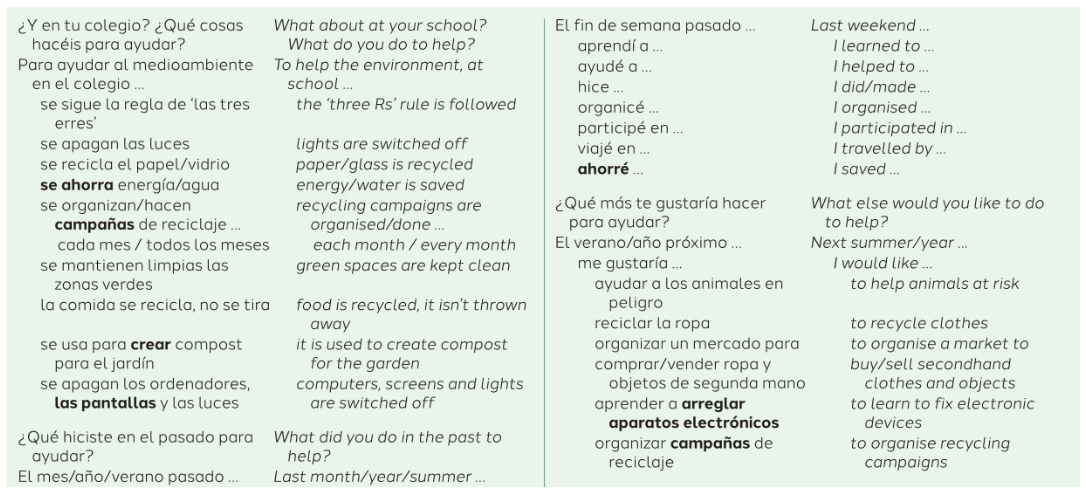 ¿Y en tu colegio? ¿Qué cosas What about at your school?
hacéis para ayudar? What do you do to help?
Para ayudar al medioambiente To help the environment, at
en el colegio ... school ...
se sigue la regla de ‘las tres the ‘three Rs’ rule is followed
erres’
se apagan las luces lights are switched off
se recicla el papel/vidrio paper/glass is recycled
se ahorra energía/agua energy/water is saved
se organizan/hacen recycling campaigns are
campañas de reciclaje ... organised/done ...
cada mes / todos los meses each month / every month
se mantienen limpias las green spaces are kept clean
zonas verdes
la comida se recicla, no se tira food is recycled, it isn’t thrown
away
se usa para crear compost it is used to create compost
para el jardín for the garden
se apagan los ordenadores, computers, screens and lights
las pantallas y las luces are switched off
¿Qué hiciste en el pasado para What did you do in the past to
ayudar? help?
El mes/año/verano pasado ... Last month/year/summer ...
El fin de semana pasado ... Last weekend ...
aprendí a ... I learned to ...
ayudé a ... I helped to ...
hice ... I did/made ...
organicé ... I organised ...
participé en ... I participated in ...
viajé en ... I travelled by ...
ahorré ... I saved ...
¿Qué más te gustaría hacer What else would you like to do
para ayudar? to help?
El verano/año próximo ... Next summer/year ...
me gustaría ... I would like ...
ayudar a los animales en to help animals at risk
peligro
reciclar la ropa to recycle clothes
organizar un mercado para to organise a market to
comprar/vender ropa y buy/sell secondhand
objetos de segunda mano clothes and objects
aprender a arreglar to learn to fix electronic
aparatos electrónicos devices
organizar campañas de to organise recycling
reciclaje campaigns